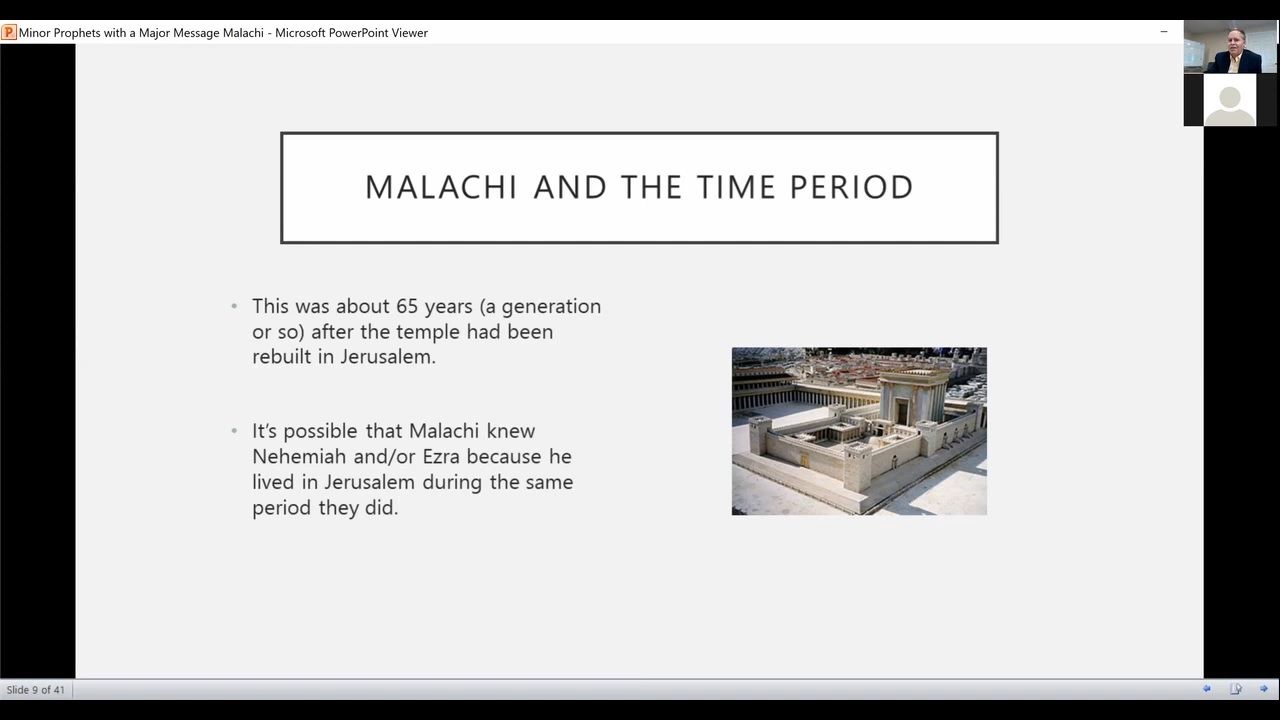 Minor Prophets with a Major Message Malachi - Microsoft PowerPoint Viewer
MALACHI AND THE TIME PERIOD
• This was about 65 years (a generation
or so) after the temple had been
rebuilt in Jerusalem.
• It’s possible that Malachi knew
Nehemiah and/or Ezra because he
lived in Jerusalem during the same
period they did.
Slide 9 of 41